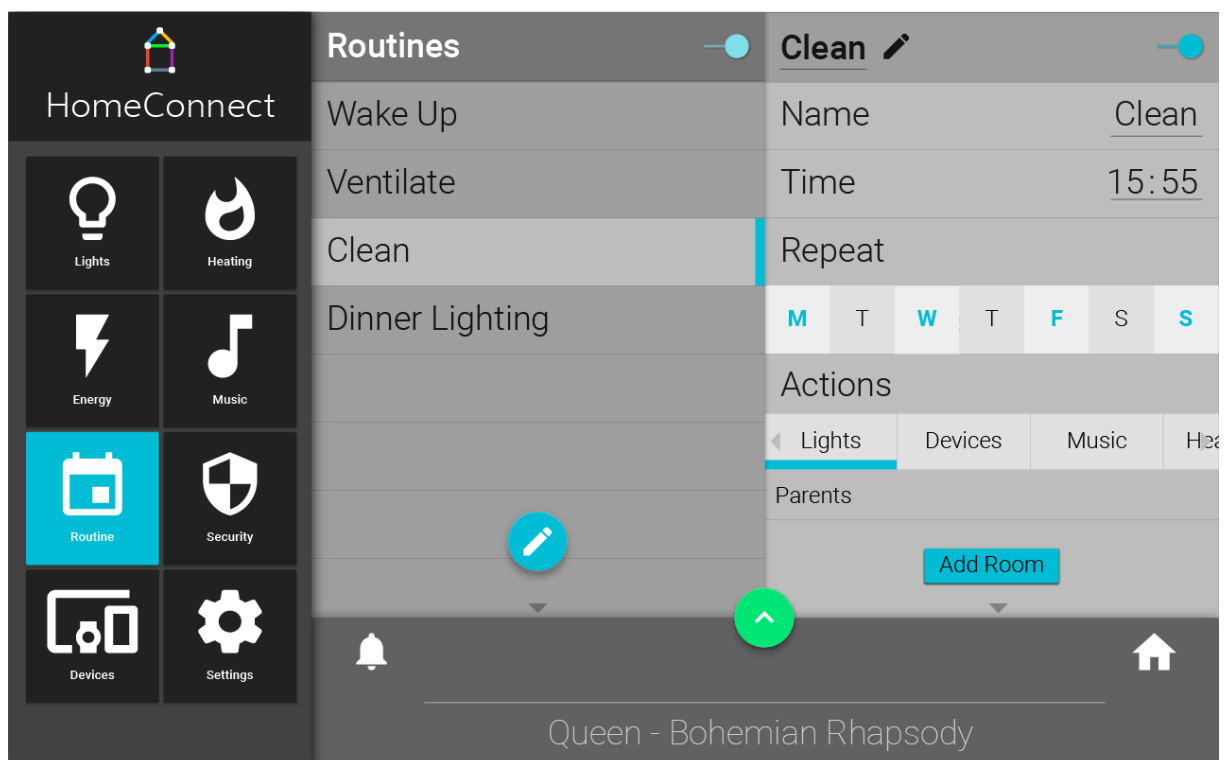 HomeConnect
Lights
Heating
Energy
Music
Routine
Security
Devices
Settings
Routines
Wake Up
Ventilate
Clean
Dinner Lighting
Clean
Name Clean
Time 15:55
Repeat
M T W T F S S
Actions
Lights Devices Music Hea
Parents
Add Room
Queen - Bohemian Rhapsody